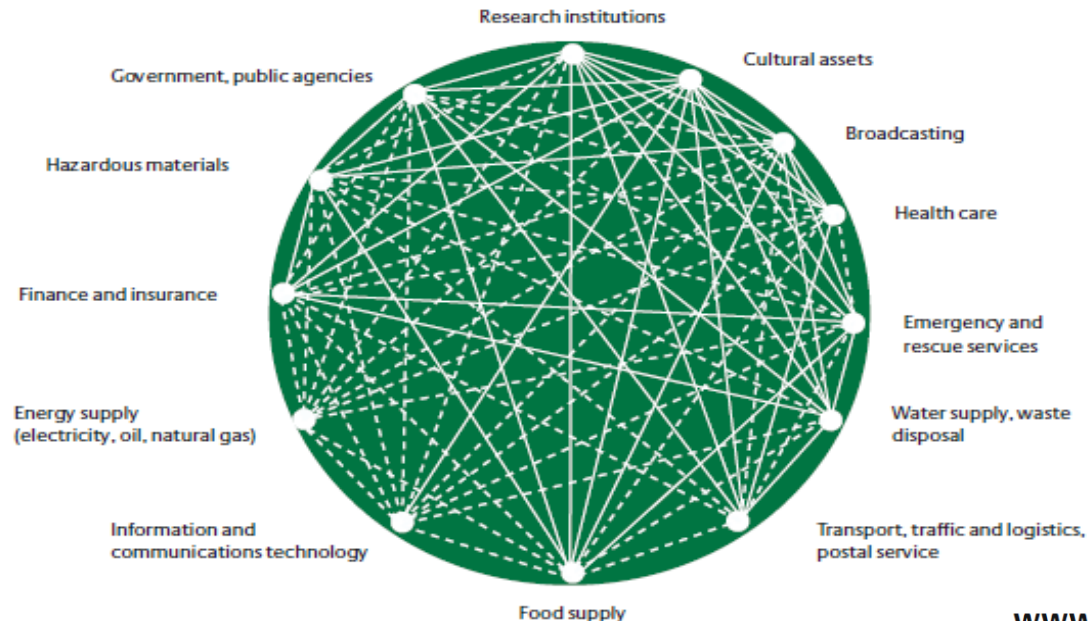 Research institutions
Cultural assets
Government, public agencies
Broadcasting
Hazardous materials
Health care
Finance and insurance
Emergency and
rescue services
Energy supply
(electricity, oil, natural gas)
Water supply, waste
disposal
Information and
communications technology
Transport, traffic and logistics,
postal service
Food supply